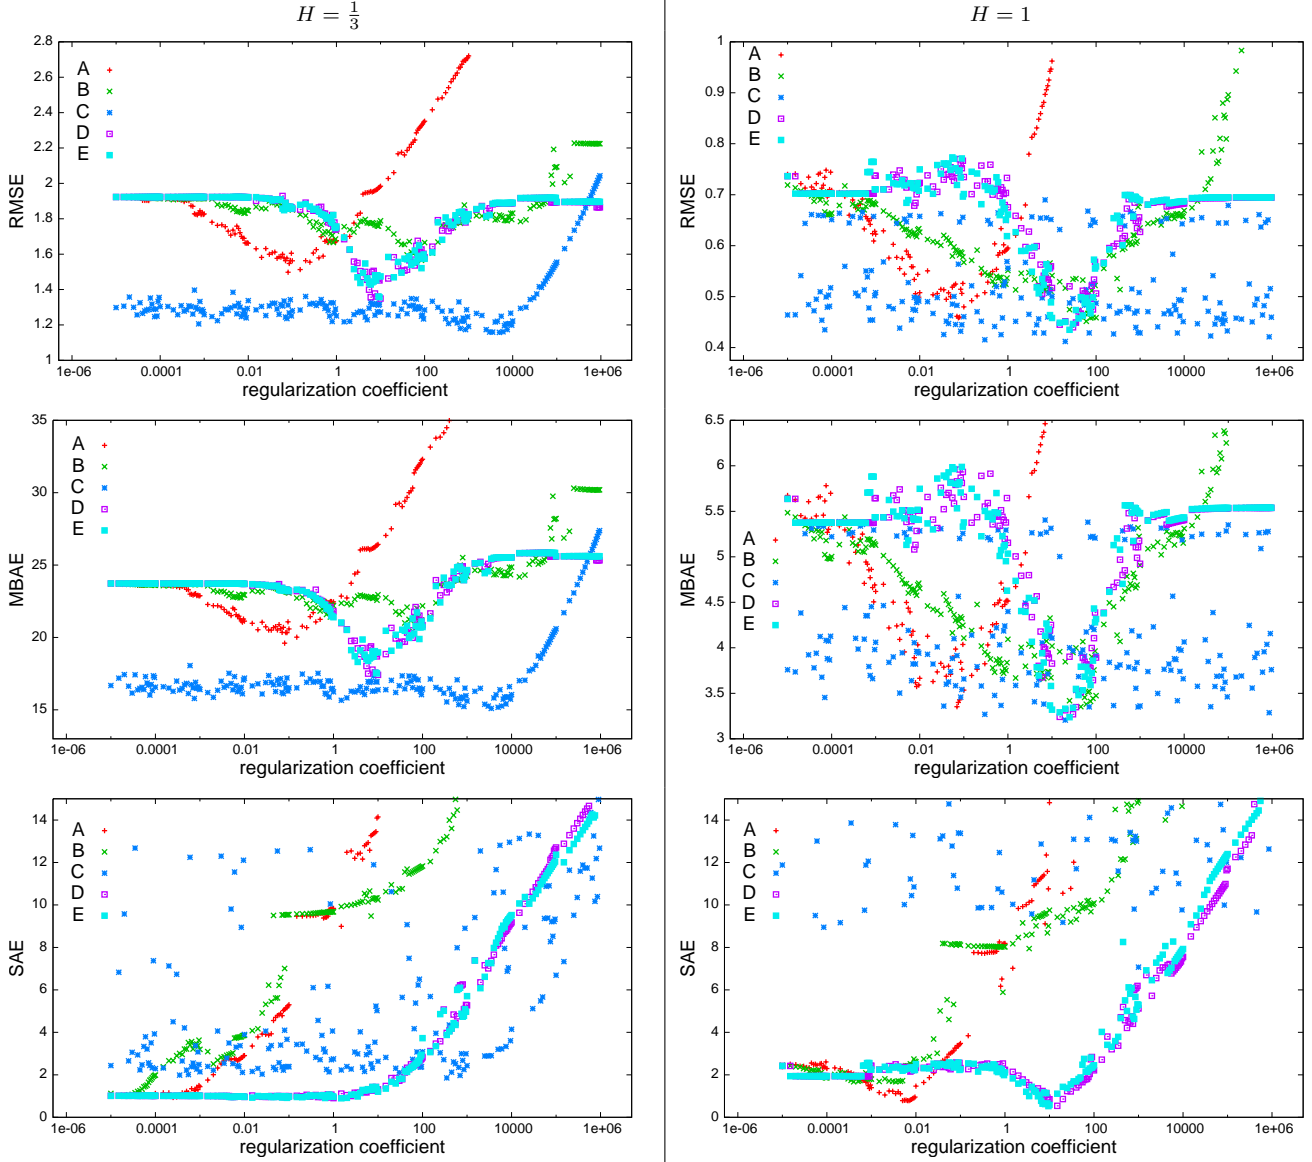 H = 1/3
H = 1
2.8
2.6
2.4
2.2
2
1.8
1.6
1.4
1.2
1
RMSE
A
B
C
D
E
1e-06 0.0001 0.01 1 100 10000 1e+06
regularization coefficient
1
0.9
0.8
0.7
0.6
0.5
0.4
RMSE
A
B
C
D
E
1e-06 0.0001 0.01 1 100 10000 1e+06
regularization coefficient
35
30
25
20
15
MBAE
A
B
C
D
E
1e-06 0.0001 0.01 1 100 10000 1e+06
regularization coefficient
6.5
6
5.5
5
4.5
4
3.5
3
MBAE
A
B
C
D
E
1e-06 0.0001 0.01 1 100 10000 1e+06
regularization coefficient
14
12
10
8
6
4
2
0
SAE
A
B
C
D
E
1e-06 0.0001 0.01 1 100 10000 1e+06
regularization coefficient
14
12
10
8
6
4
2
0
SAE
A
B
C
D
E
1e-06 0.0001 0.01 1 100 10000 1e+06
regularization coefficient